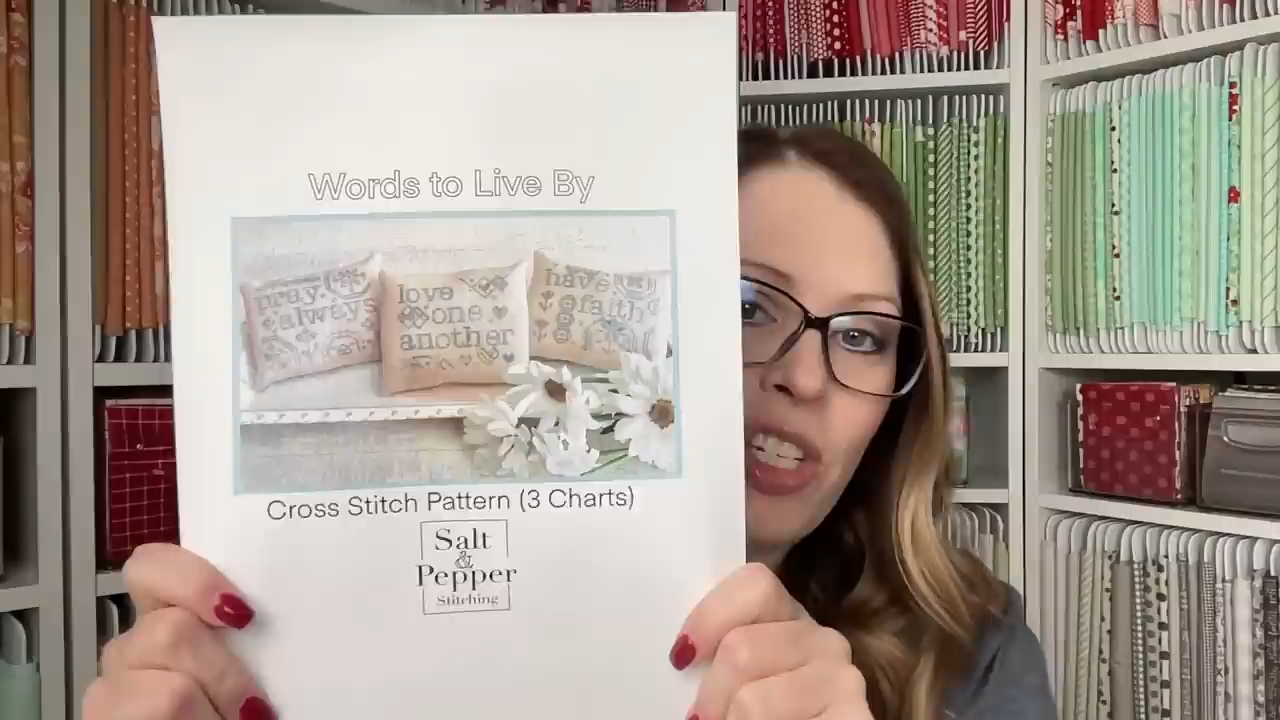 Words to Live By
pray
always
love
one
another
have
faith
Cross Stitch Pattern (3 Charts)
Salt
&
Pepper
Stitching